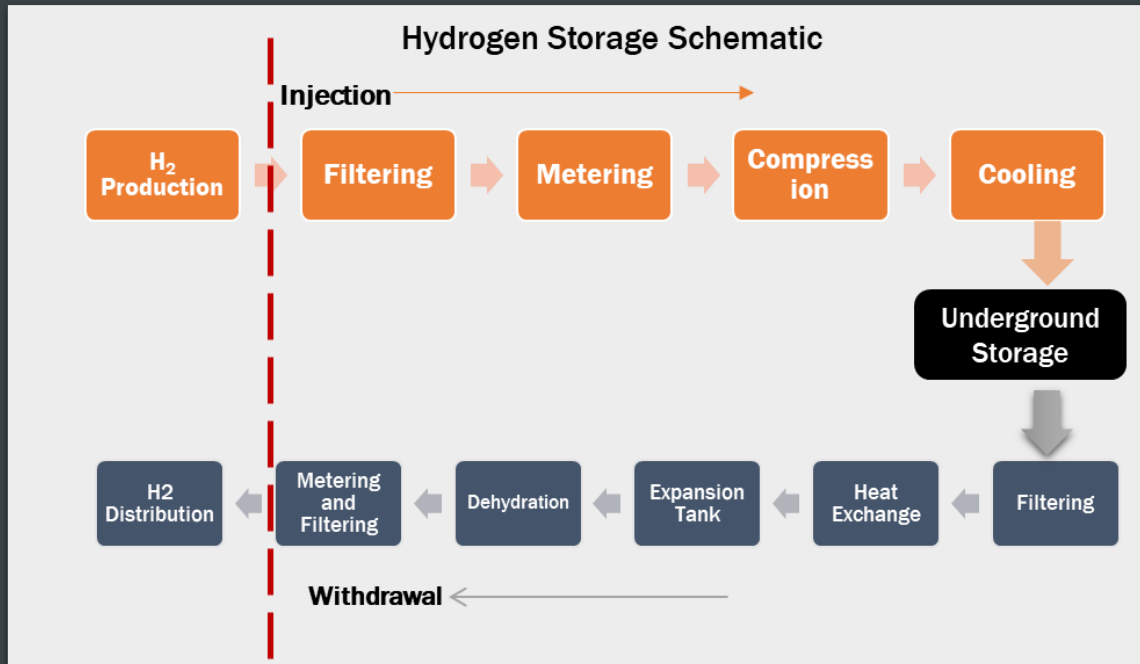 Hydrogen Storage Schematic
Injection
H₂
Production
Filtering
Metering
Compress
ion
Cooling
Underground
Storage
H2
Distribution
Metering
and
Filtering
Dehydration
Expansion
Tank
Heat
Exchange
Filtering
Withdrawal